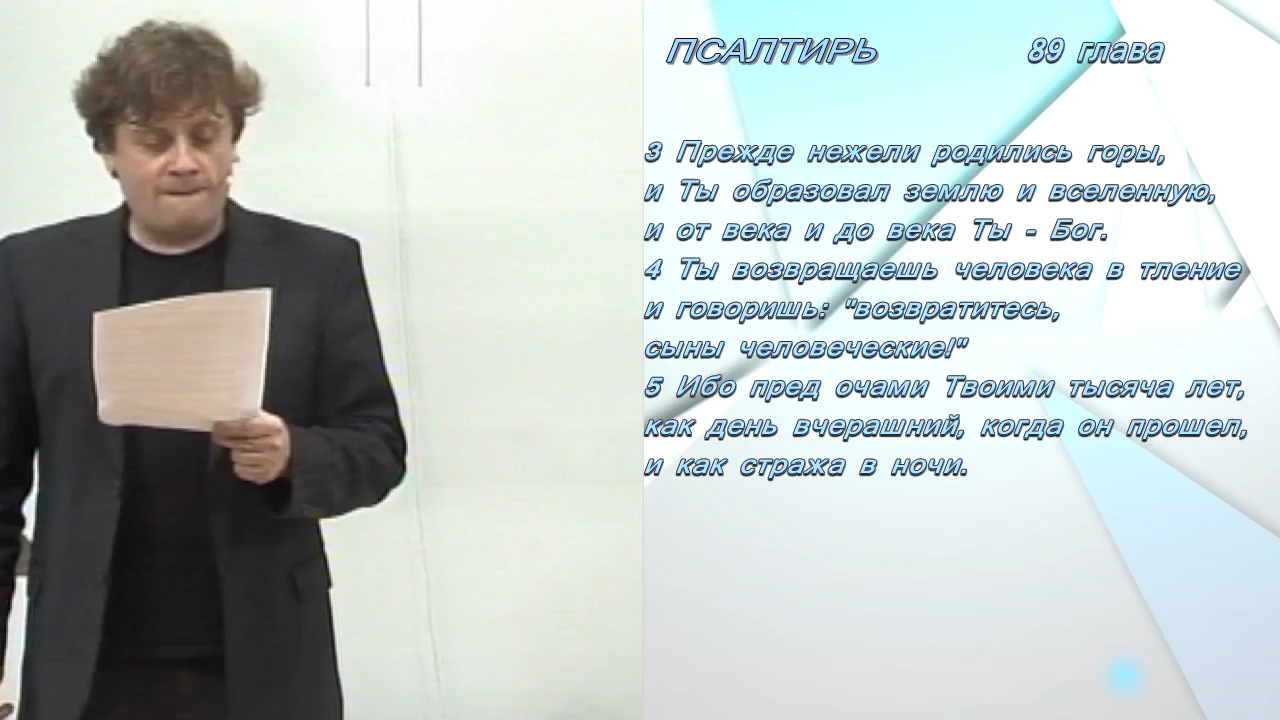 ПСАЛТИРЬ 89 глава
3 Прежде нежели родились горы,
и Ты образовал землю и вселенную,
и от века и до века Ты - Бог.
4 Ты возвращаешь человека в тление
и говоришь: "возвратитесь,
сыны человеческие!"
5 Ибо пред очами Твоими тысяча лет,
как день вчерашний, когда он прошел,
и как стража в ночи.